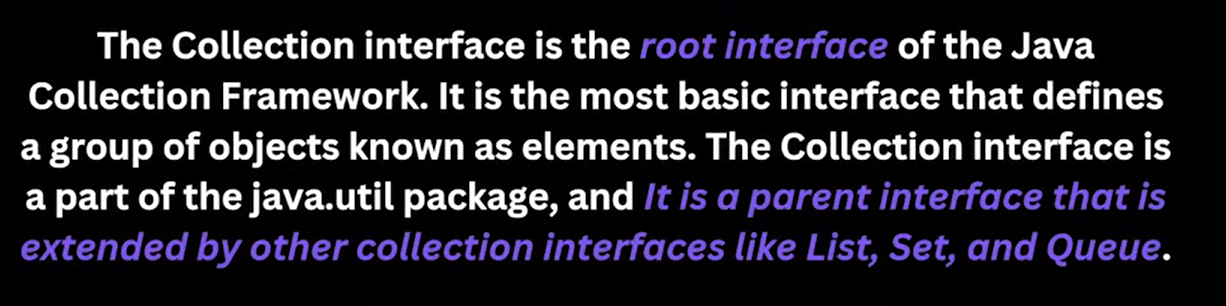 The Collection interface is the root interface of the Java
Collection Framework. It is the most basic interface that defines
a group of objects known as elements. The Collection interface is
a part of the java.util package, and It is a parent interface that is
extended by other collection interfaces like List, Set, and Queue.